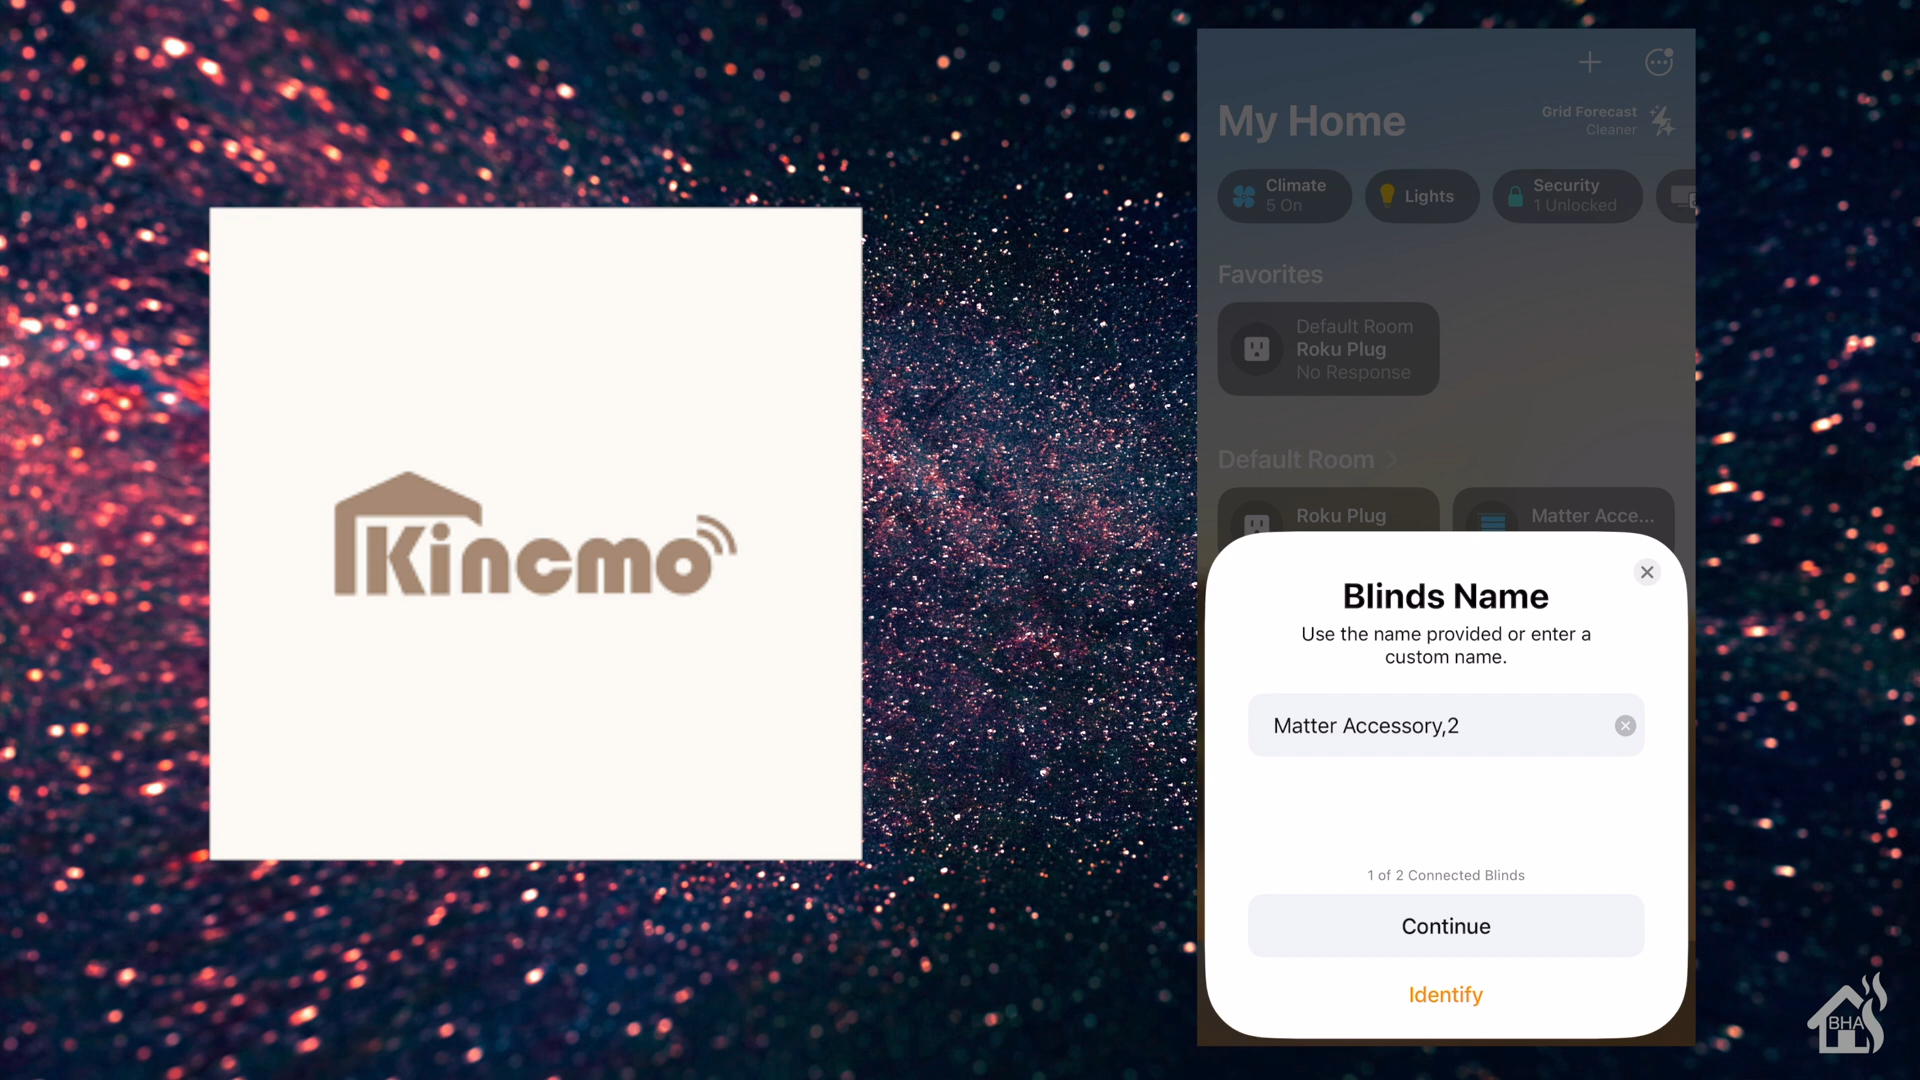 Kincmo
My Home
Grid Forecast
Cleaner
Climate
5 On
Lights
Security
1 Unlocked
Favorites
Default Room
Roku Plug
No Response
Default Room
Roku Plug
Matter Acce...
Blinds Name
Use the name provided or enter a
custom name.
Matter Accessory,2
1 of 2 Connected Blinds
Continue
Identify
BHA